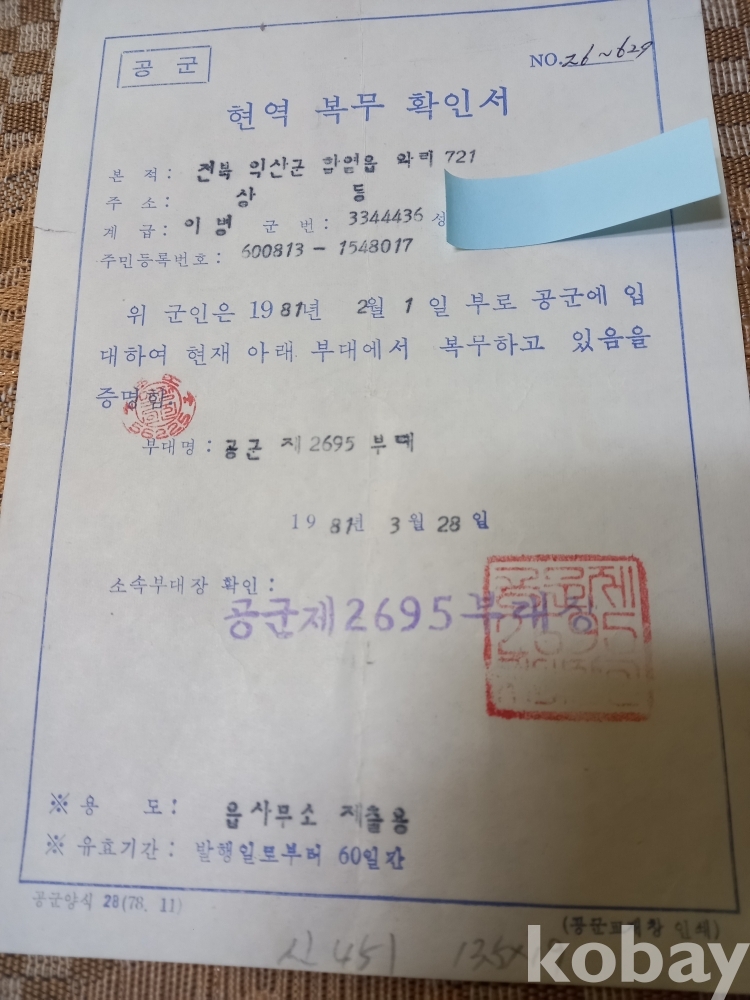 공 군
NO. 26~629
현역 복무 확인서
본 적: 전북 익산군 함열읍 와리 721
주 소: 상 동
계 급: 이병 군 번: 3344436 성
주민등록번호: 600813 - 1548017
위 군인은 1981년 2월 1일 부로 공군에 입
대하여 현재 아래 부대에서 복무하고 있음을
증명함.
56225
부대명: 공군 제2695 부대
1981년 3월 28일
소속부대장 확인:
공군제2695부대장
※ 용 도: 읍사무소 제출용
※ 유효기간: 발행일로부터 60일간
공군양식 28(78. 11)
kobay